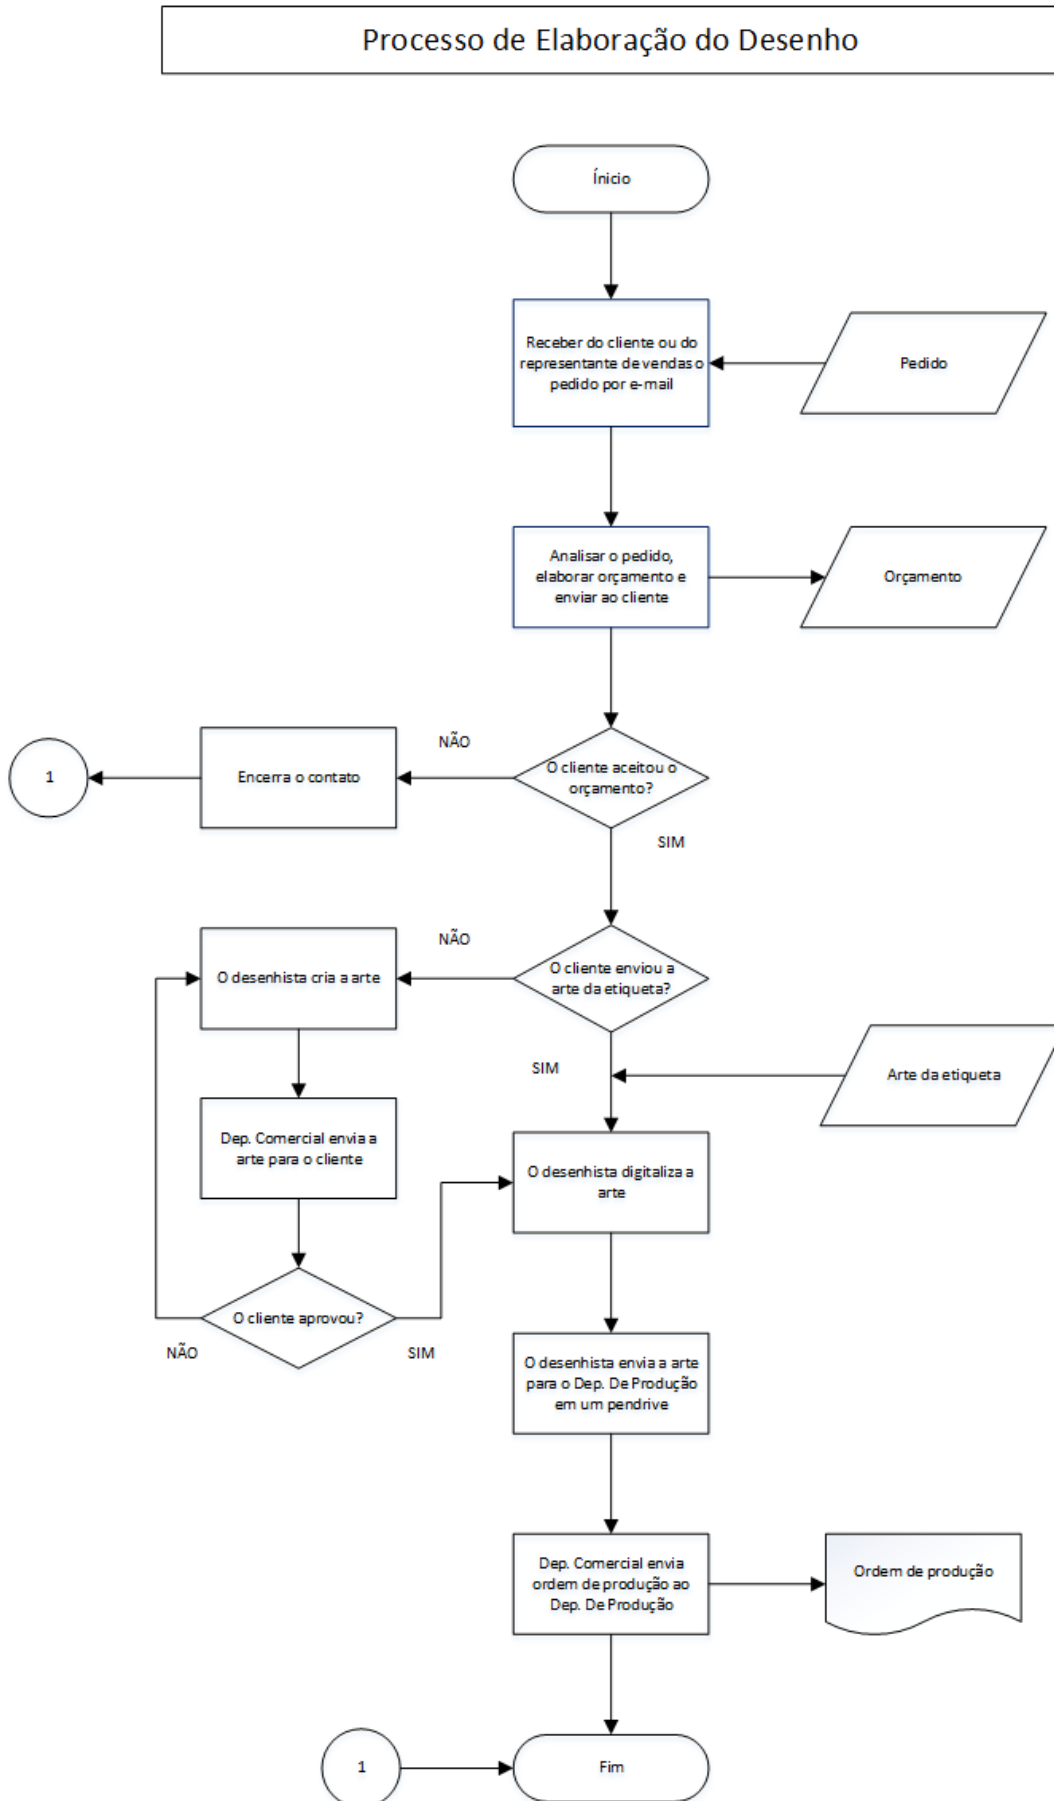 Processo de Elaboração do Desenho
Ínicio
Receber do cliente ou do
representante de vendas o
pedido por e-mail
Pedido
Analisar o pedido,
elaborar orçamento e
enviar ao cliente
Orçamento
O cliente aceitou o
orçamento?
NÃO
Encerra o contato
1
SIM
O cliente enviou a
arte da etiqueta?
NÃO
O desenhista cria a arte
SIM
Arte da etiqueta
Dep. Comercial envia a
arte para o cliente
O desenhista digitaliza a
arte
O cliente aprovou?
NÃO
SIM
O desenhista envia a arte
para o Dep. De Produção
em um pendrive
Dep. Comercial envia
ordem de produção ao
Dep. De Produção
Ordem de produção
1
Fim